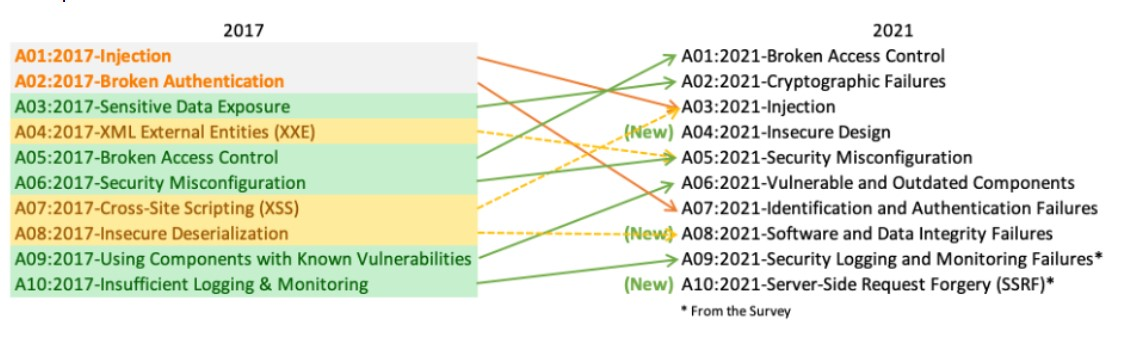 2017
A01:2017-Injection
A02:2017-Broken Authentication
A03:2017-Sensitive Data Exposure
A04:2017-XML External Entities (XXE)
A05:2017-Broken Access Control
A06:2017-Security Misconfiguration
A07:2017-Cross-Site Scripting (XSS)
A08:2017-Insecure Deserialization
A09:2017-Using Components with Known Vulnerabilities
A10:2017-Insufficient Logging & Monitoring
2021
A01:2021-Broken Access Control
A02:2021-Cryptographic Failures
A03:2021-Injection
(New) A04:2021-Insecure Design
A05:2021-Security Misconfiguration
A06:2021-Vulnerable and Outdated Components
A07:2021-Identification and Authentication Failures
(New) A08:2021-Software and Data Integrity Failures
A09:2021-Security Logging and Monitoring Failures*
(New) A10:2021-Server-Side Request Forgery (SSRF)*
* From the Survey